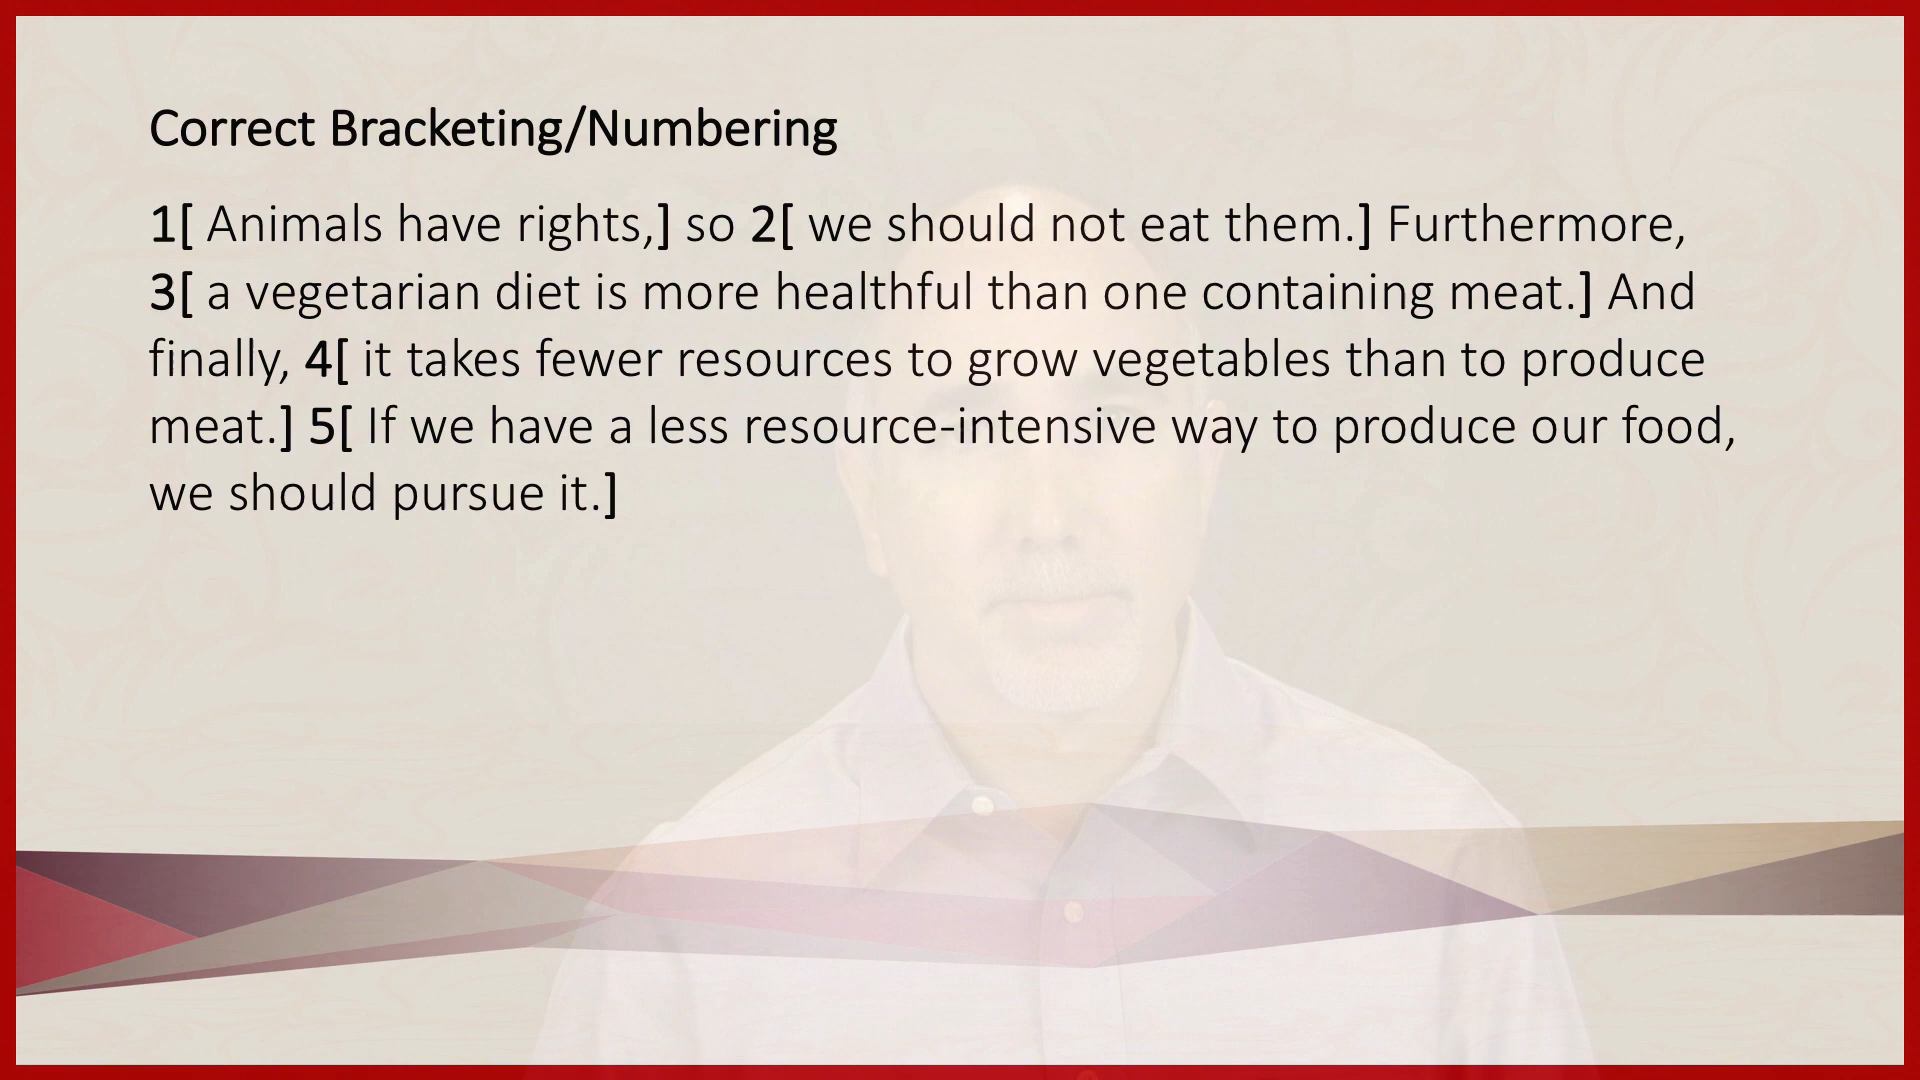 Correct Bracketing/Numbering
1[ Animals have rights,] so 2[ we should not eat them.] Furthermore,
3[ a vegetarian diet is more healthful than one containing meat.] And
finally, 4[ it takes fewer resources to grow vegetables than to produce
meat.] 5[ If we have a less resource-intensive way to produce our food,
we should pursue it.]